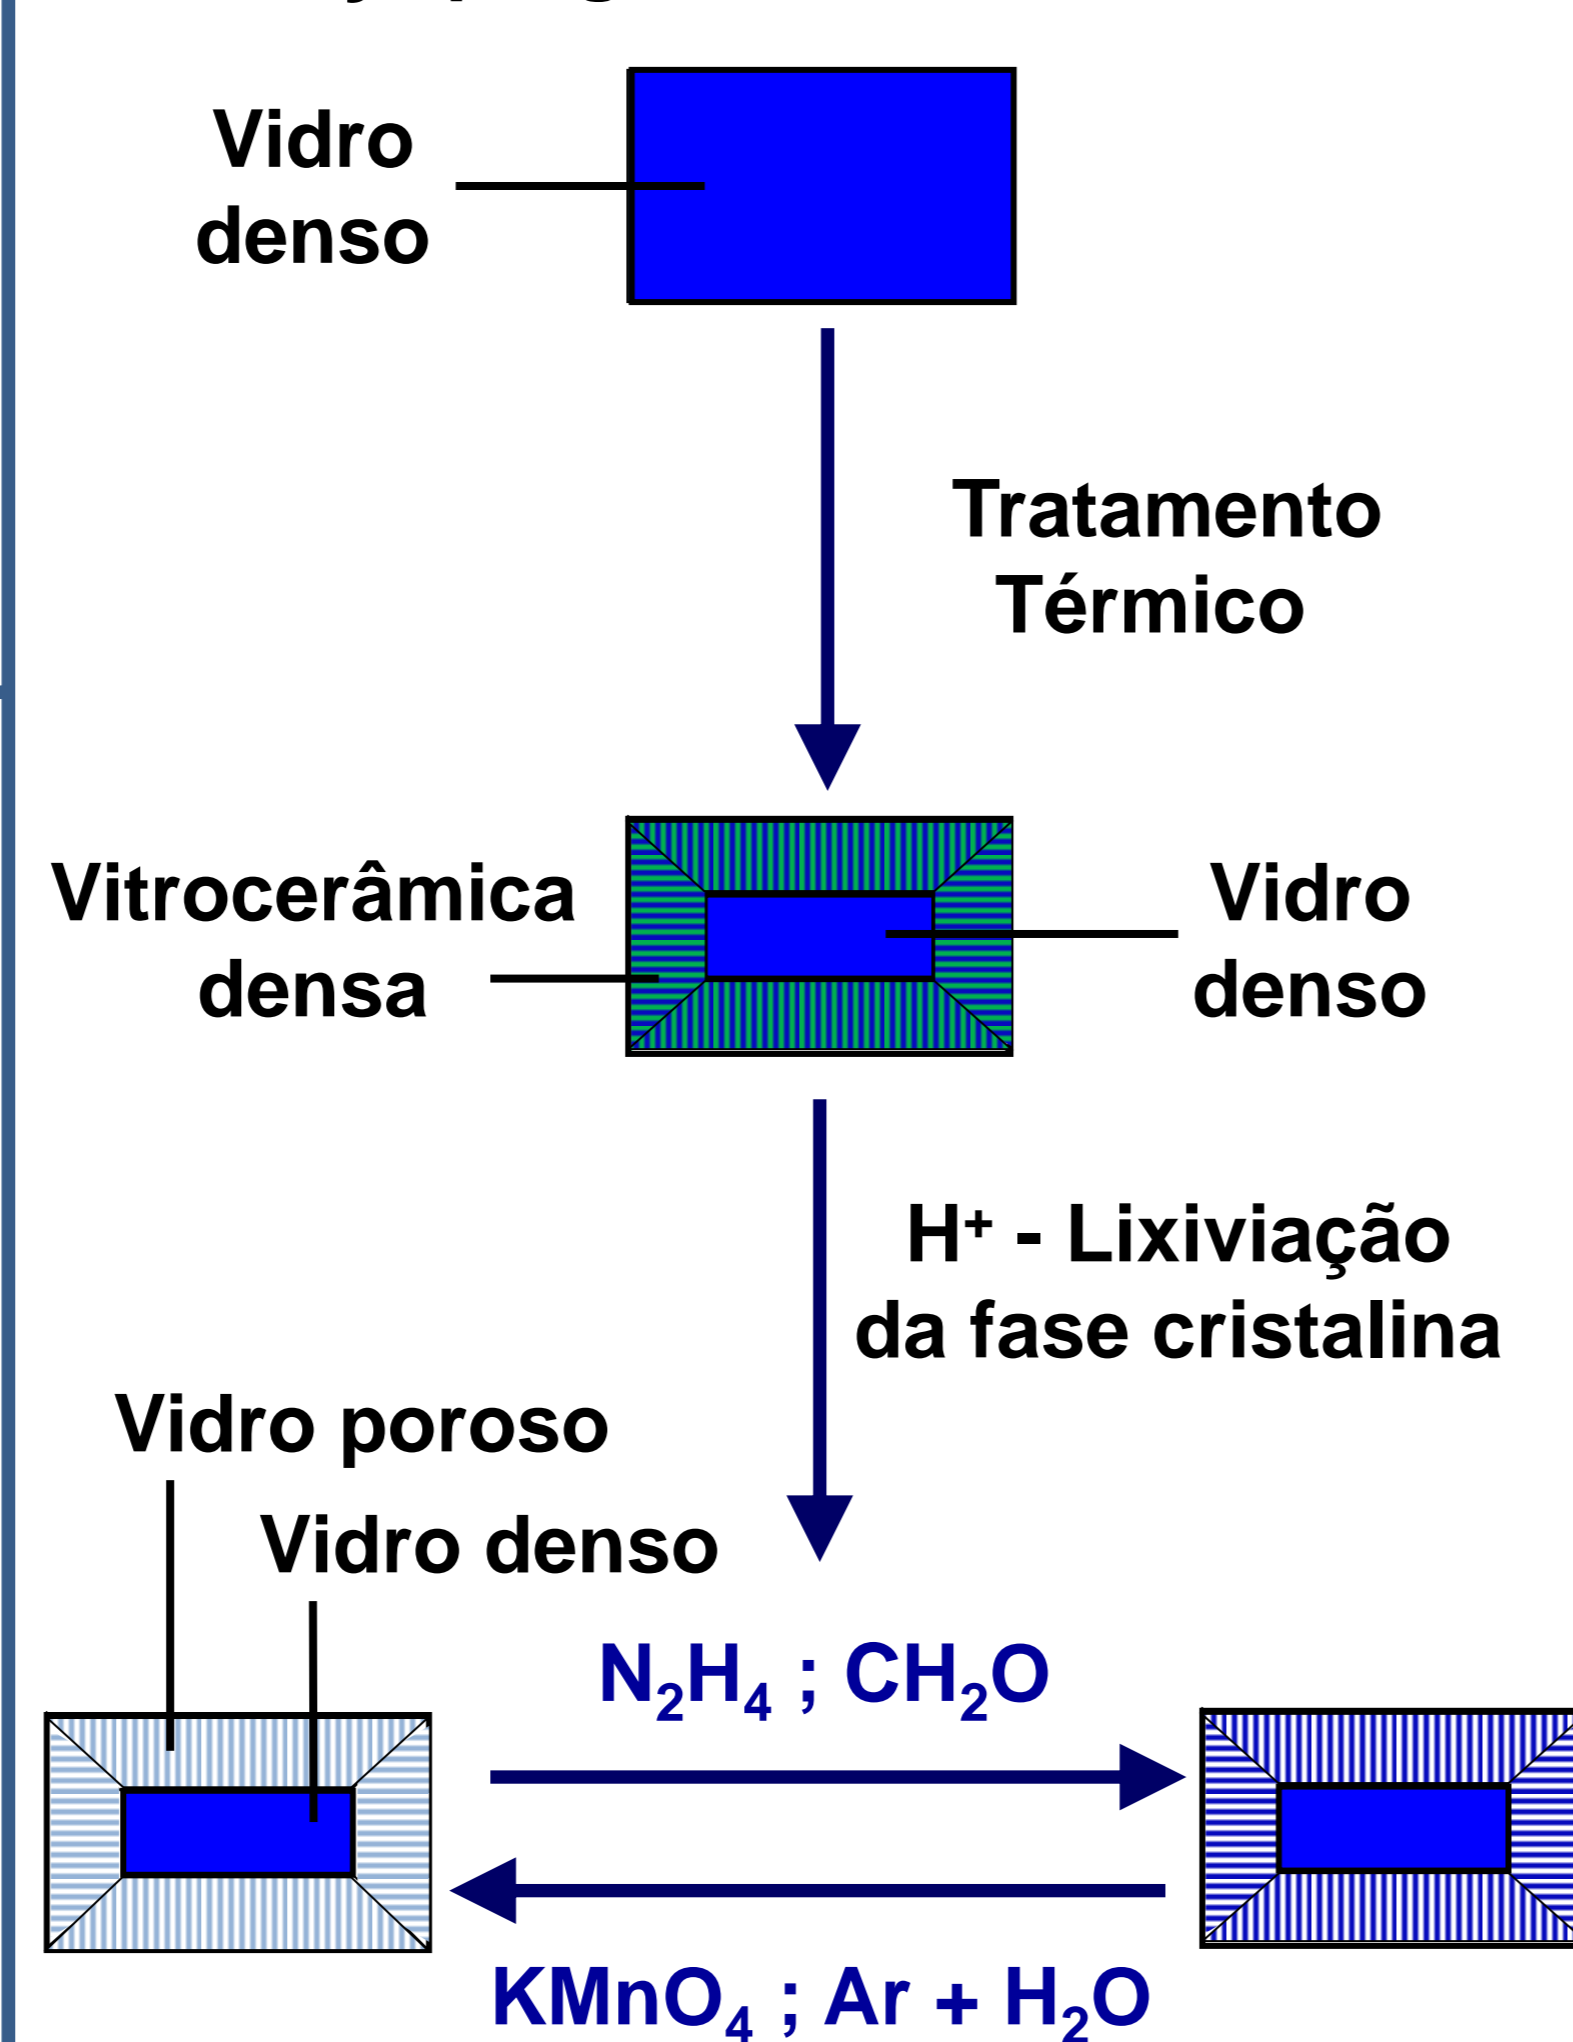 Vidro
denso
Tratamento
Térmico
Vitrocerâmica
densa
Vidro
denso
H⁺ - Lixiviação
da fase cristalina
Vidro poroso
Vidro denso
N₂H₄ ; CH₂O
KMnO₄ ; Ar + H₂O